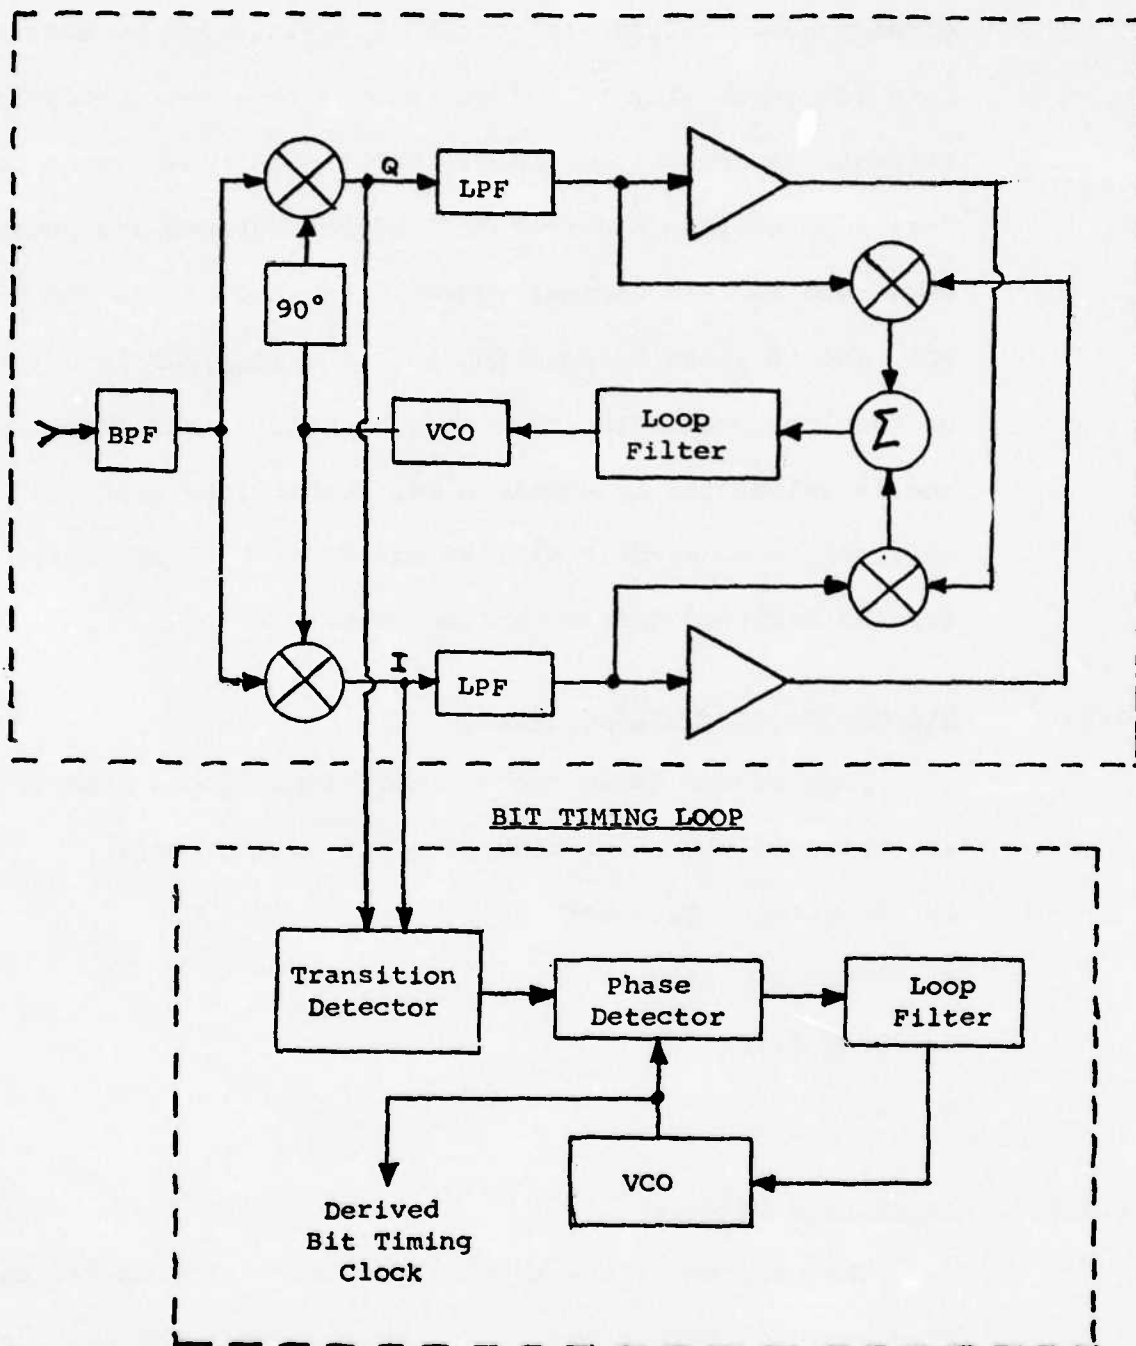 Q
LPF
90°
BPF
VCO
Loop
Filter
Σ
I
LPF
BIT TIMING LOOP
Transition
Detector
Phase
Detector
Loop
Filter
VCO
Derived
Bit Timing
Clock